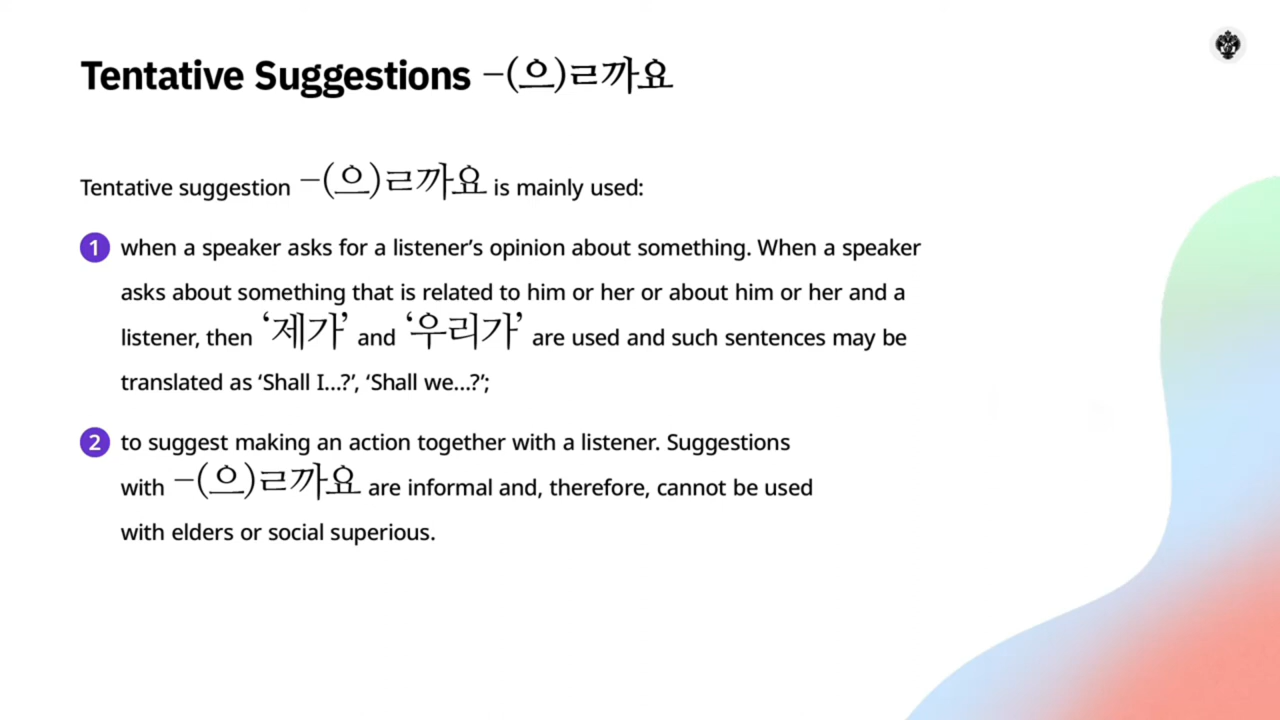 Tentative Suggestions –(으)ㄹ까요
Tentative suggestion –(으)ㄹ까요 is mainly used:
1 when a speaker asks for a listener’s opinion about something. When a speaker
asks about something that is related to him or her or about him or her and a
listener, then ‘제가’ and ‘우리가’ are used and such sentences may be
translated as ‘Shall I...?’, ‘Shall we...?’;
2 to suggest making an action together with a listener. Suggestions
with –(으)ㄹ까요 are informal and, therefore, cannot be used
with elders or social superious.